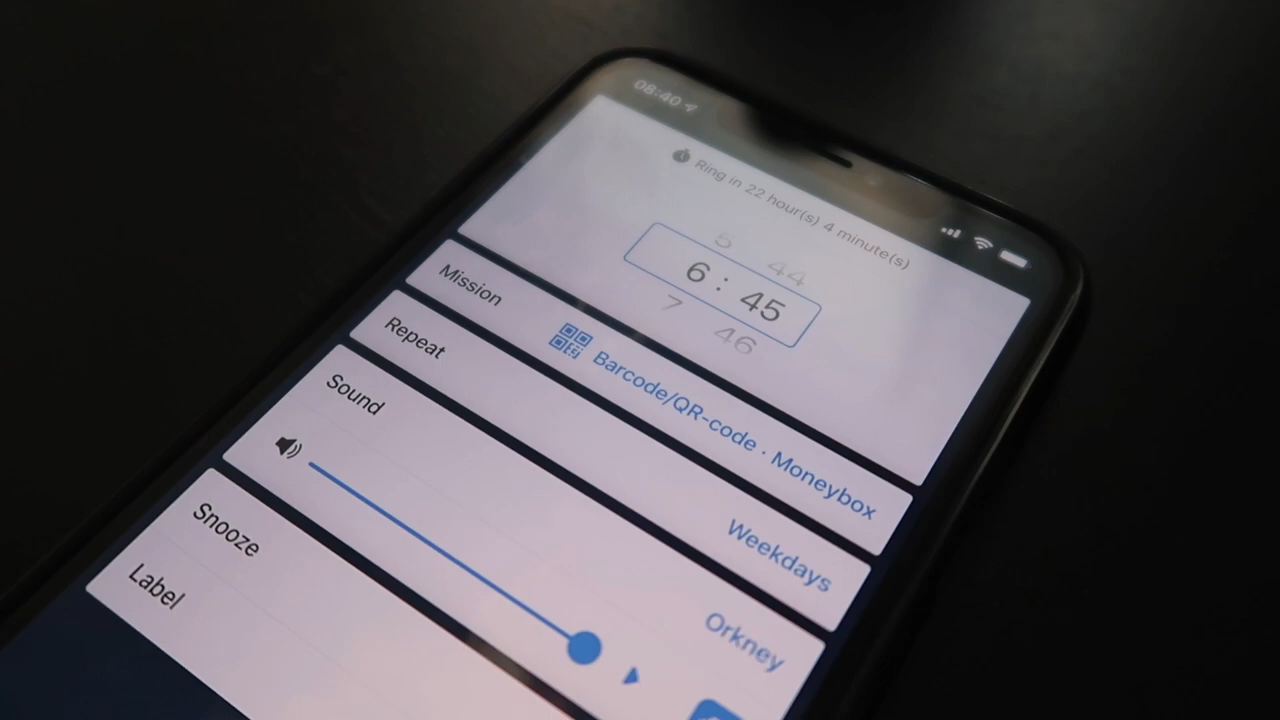 08:40
Ring in 22 hour(s) 4 minute(s)
5 44
6 : 45
7 46
Mission Barcode/QR-code · Moneybox
Repeat Weekdays
Sound Orkney
Snooze
Label